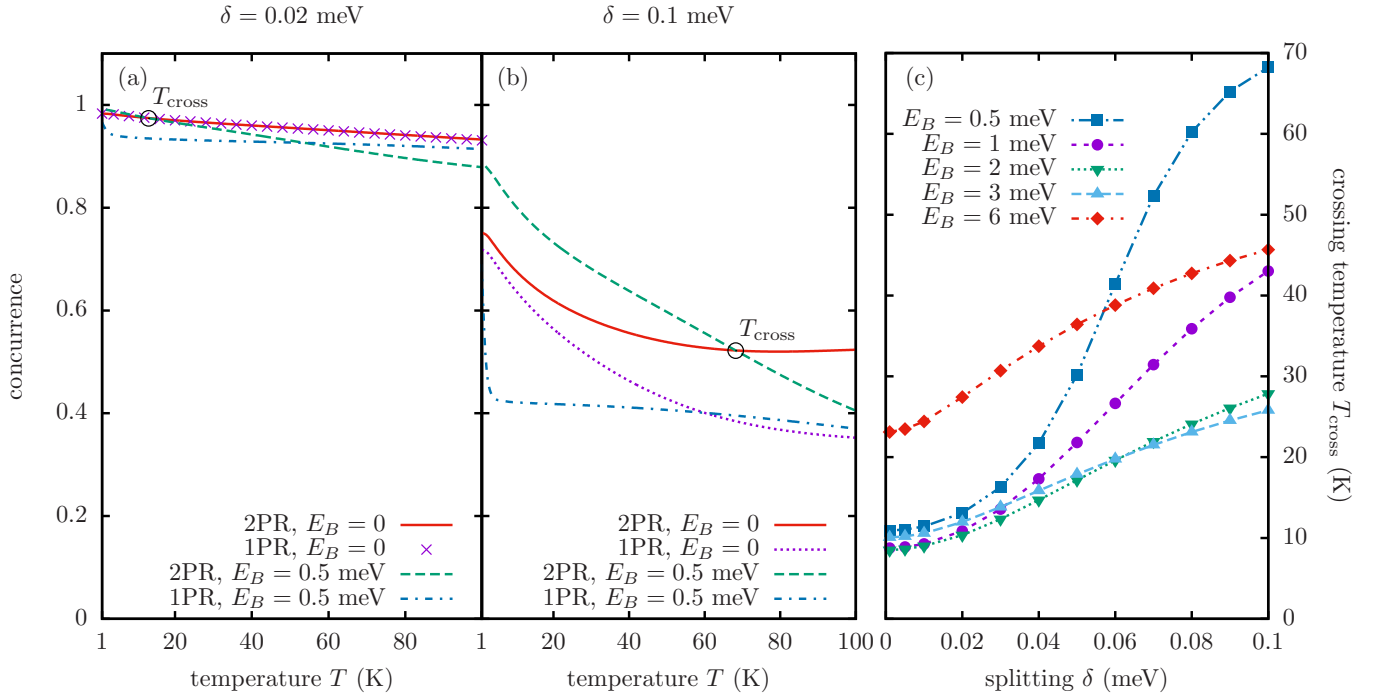 δ = 0.02 meV
δ = 0.1 meV
(a)
T_cross
concurrence
1
0.8
0.6
0.4
0.2
0
2PR, E_B = 0
1PR, E_B = 0
2PR, E_B = 0.5 meV
1PR, E_B = 0.5 meV
1 20 40 60 80
temperature T (K)
(b)
T_cross
2PR, E_B = 0
1PR, E_B = 0
2PR, E_B = 0.5 meV
1PR, E_B = 0.5 meV
1 20 40 60 80 100
temperature T (K)
(c)
E_B = 0.5 meV
E_B = 1 meV
E_B = 2 meV
E_B = 3 meV
E_B = 6 meV
70
60
50
40
30
20
10
0
crossing temperature T_cross (K)
0 0.02 0.04 0.06 0.08 0.1
splitting δ (meV)